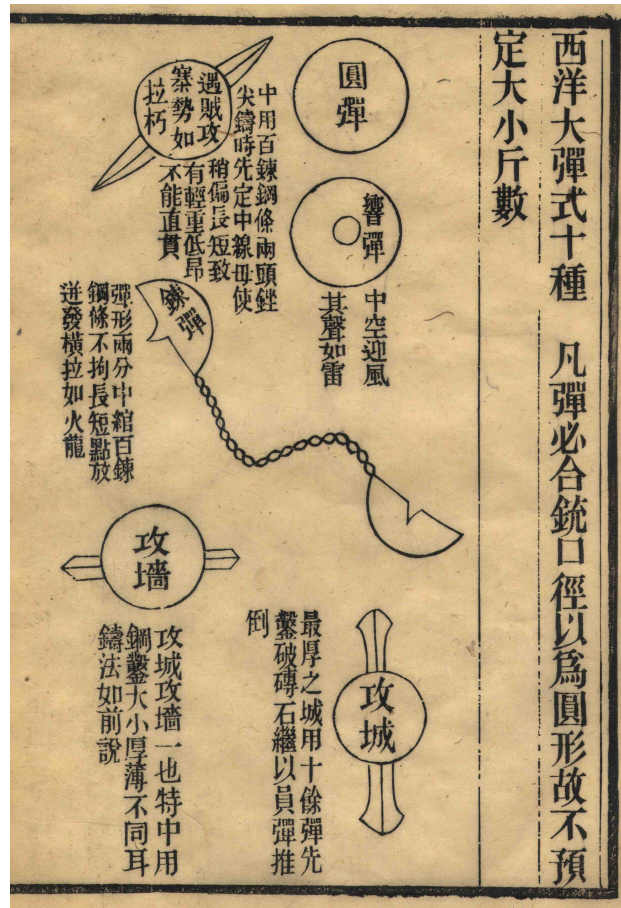 西洋大彈式十種　凡彈必合銃口徑以爲圓形故不預
定大小斤數
圓彈
響彈
中空迎風
其聲如雷
遇賊攻
寨勢如
拉朽
中用百鍊鋼條兩頭銼
尖鑄時先定中線毋使
稍偏長短致
有輕重低昂
不能直貫
鍊彈
彈形兩分中綰百鍊
鋼條不拘長短點放
迸發橫拉如火龍
攻城
最厚之城用十餘彈先
鑿破磚石繼以員彈推
倒
攻墻
攻城攻墻一也特中用
鋼鑿大小厚薄不同耳
鑄法如前說